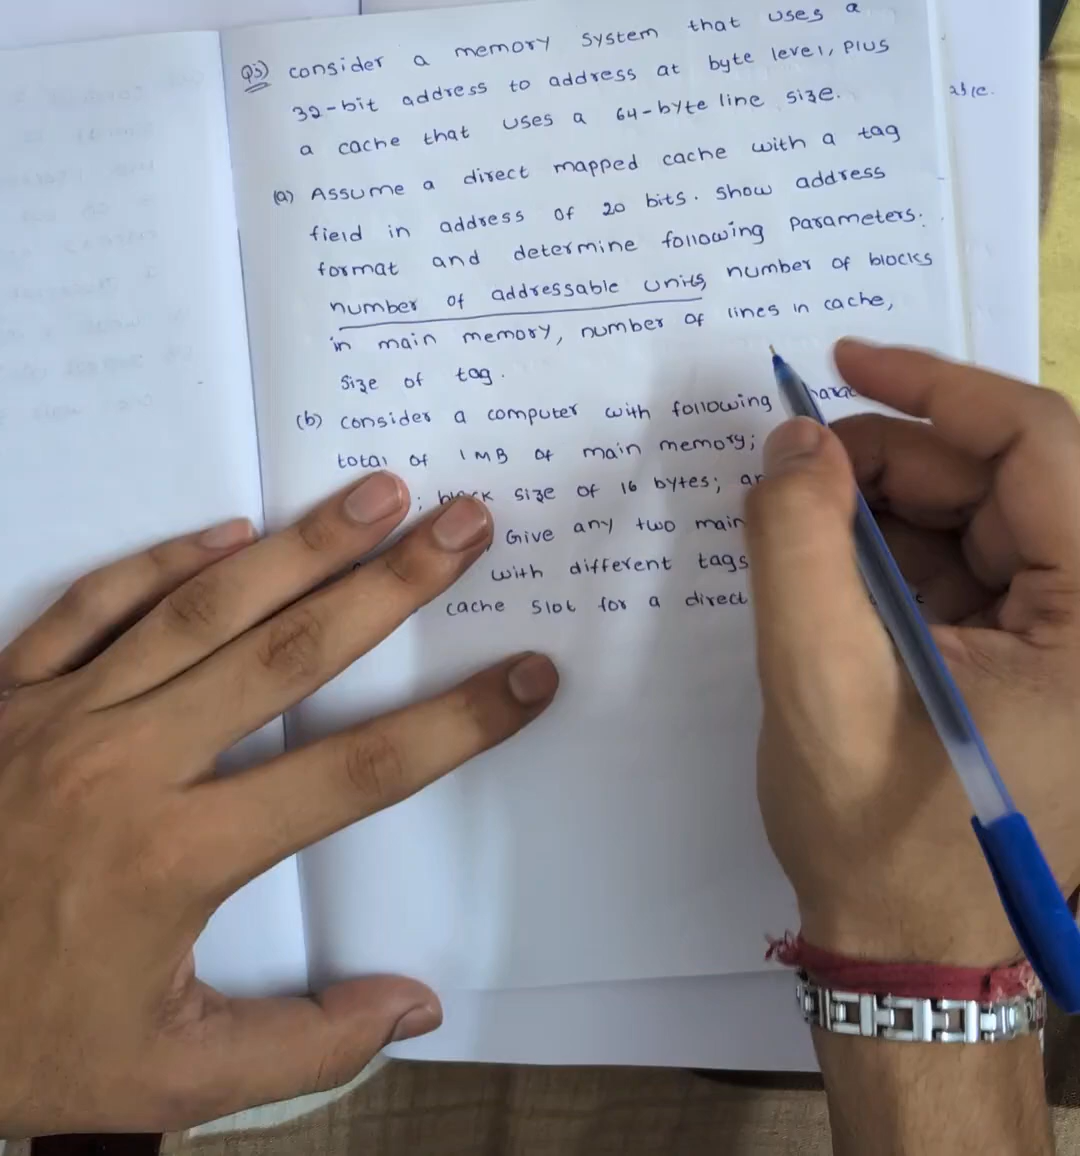 Q5) consider a memory system that uses a
32-bit address to address at byte level, plus
a cache that uses a 64-byte line size.
(a) Assume a direct mapped cache with a tag
field in address of 20 bits. show address
format and determine following parameters.
number of addressable units number of blocks
in main memory, number of lines in cache,
size of tag.
(b) consider a computer with following
total of 1MB of main memory;
; block size of 16 bytes;
Give any two main
with different tags
cache slot for a direct